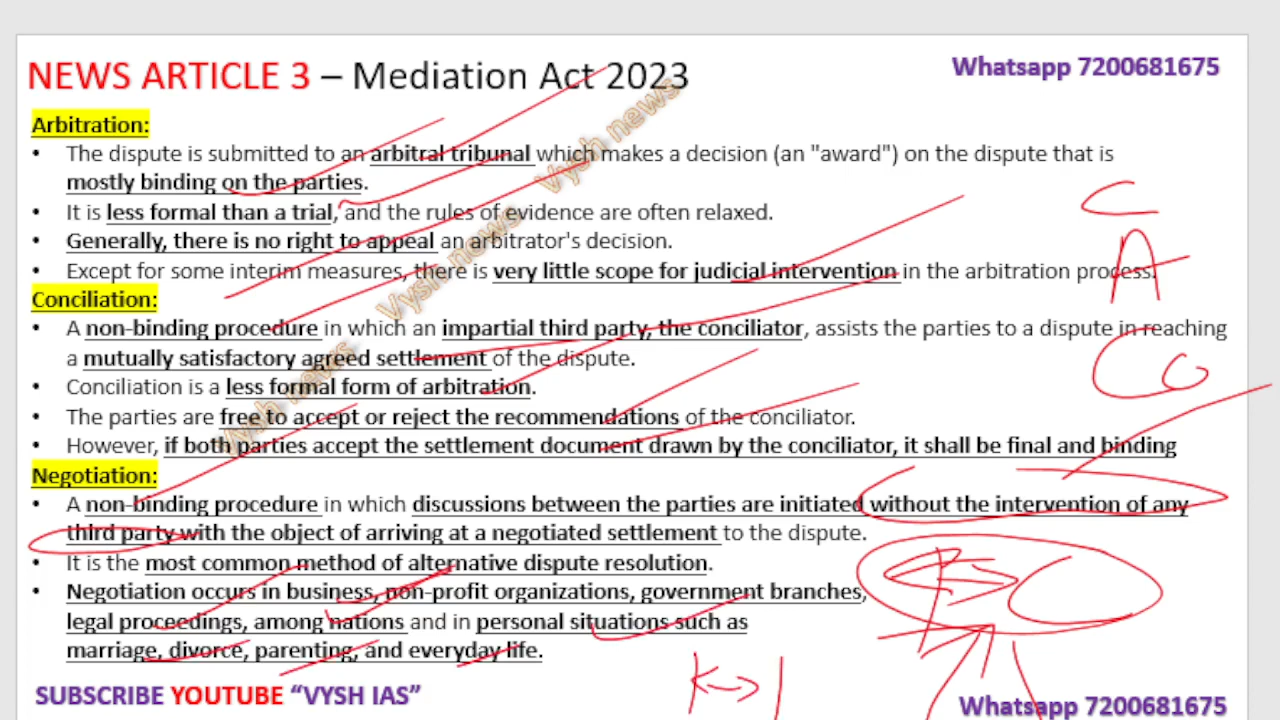 NEWS ARTICLE 3 – Mediation Act 2023
Whatsapp 7200681675
Arbitration:
• The dispute is submitted to an arbitral tribunal which makes a decision (an "award") on the dispute that is
mostly binding on the parties.
• It is less formal than a trial, and the rules of evidence are often relaxed.
• Generally, there is no right to appeal an arbitrator's decision.
• Except for some interim measures, there is very little scope for judicial intervention in the arbitration process.
Conciliation:
• A non-binding procedure in which an impartial third party, the conciliator, assists the parties to a dispute in reaching
a mutually satisfactory agreed settlement of the dispute.
• Conciliation is a less formal form of arbitration.
• The parties are free to accept or reject the recommendations of the conciliator.
• However, if both parties accept the settlement document drawn by the conciliator, it shall be final and binding
Negotiation:
• A non-binding procedure in which discussions between the parties are initiated without the intervention of any
third party with the object of arriving at a negotiated settlement to the dispute.
• It is the most common method of alternative dispute resolution.
• Negotiation occurs in business, non-profit organizations, government branches,
legal proceedings, among nations and in personal situations such as
marriage, divorce, parenting, and everyday life.
SUBSCRIBE YOUTUBE “VYSH IAS”
Whatsapp 7200681675
Vysh news Vysh news Vysh news
C
A
Co